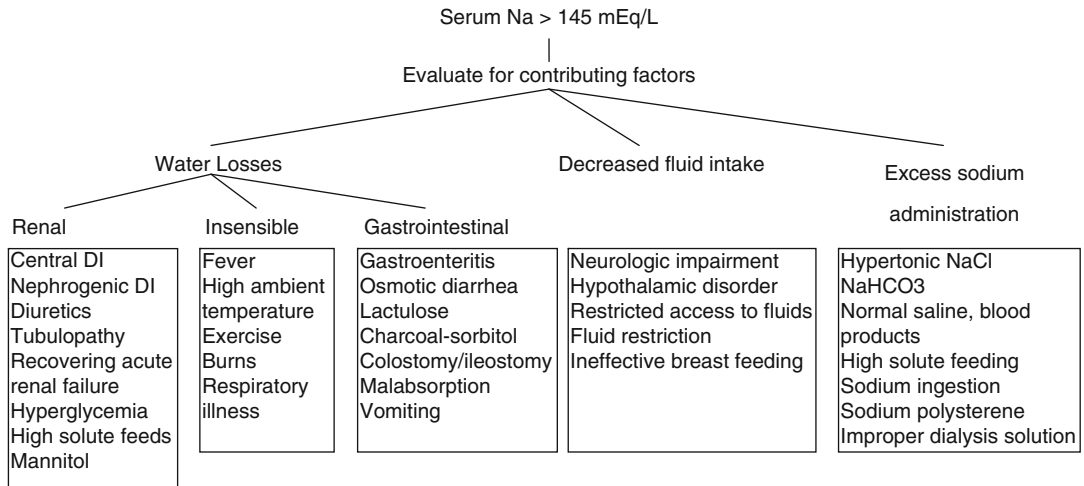 Serum Na > 145 mEq/L
Evaluate for contributing factors
Water Losses
Decreased fluid intake
Excess sodium
administration
Renal
Central DI
Nephrogenic DI
Diuretics
Tubulopathy
Recovering acute
renal failure
Hyperglycemia
High solute feeds
Mannitol
Insensible
Fever
High ambient
temperature
Exercise
Burns
Respiratory
illness
Gastrointestinal
Gastroenteritis
Osmotic diarrhea
Lactulose
Charcoal-sorbitol
Colostomy/ileostomy
Malabsorption
Vomiting
Neurologic impairment
Hypothalamic disorder
Restricted access to fluids
Fluid restriction
Ineffective breast feeding
Hypertonic NaCl
NaHCO3
Normal saline, blood
products
High solute feeding
Sodium ingestion
Sodium polysterene
Improper dialysis solution